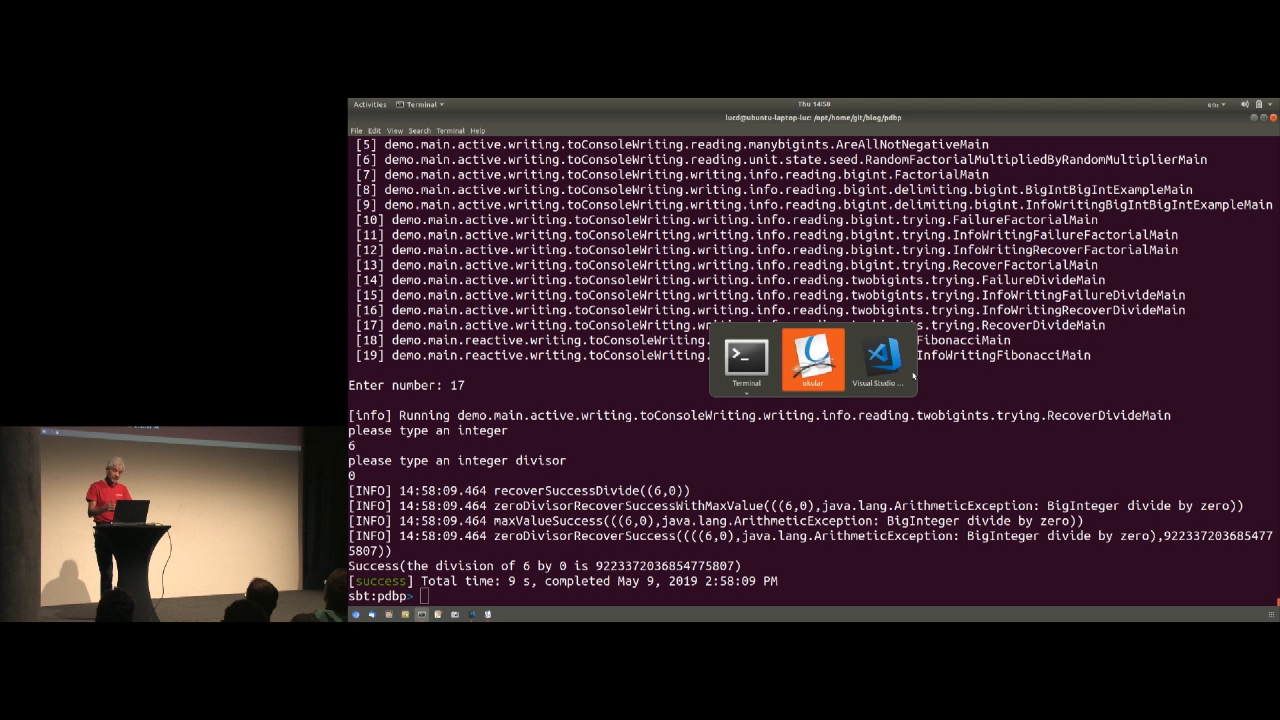 Activities Terminal Thu 14:58 en
lucd@ubuntu-laptop-luc: /opt/home/git/blog/pdbp
File Edit View Search Terminal Help
[5] demo.main.active.writing.toConsoleWriting.reading.manybigints.AreAllNotNegativeMain
[6] demo.main.active.writing.toConsoleWriting.reading.unit.state.seed.RandomFactorialMultipliedByRandomMultiplierMain
[7] demo.main.active.writing.toConsoleWriting.writing.info.reading.bigint.FactorialMain
[8] demo.main.active.writing.toConsoleWriting.writing.info.reading.bigint.delimiting.bigint.BigIntBigIntExampleMain
[9] demo.main.active.writing.toConsoleWriting.writing.info.reading.bigint.delimiting.bigint.InfoWritingBigIntBigIntExampleMain
[10] demo.main.active.writing.toConsoleWriting.writing.info.reading.bigint.trying.FailureFactorialMain
[11] demo.main.active.writing.toConsoleWriting.writing.info.reading.bigint.trying.InfoWritingFailureFactorialMain
[12] demo.main.active.writing.toConsoleWriting.writing.info.reading.bigint.trying.InfoWritingRecoverFactorialMain
[13] demo.main.active.writing.toConsoleWriting.writing.info.reading.bigint.trying.RecoverFactorialMain
[14] demo.main.active.writing.toConsoleWriting.writing.info.reading.twobigints.trying.FailureDivideMain
[15] demo.main.active.writing.toConsoleWriting.writing.info.reading.twobigints.trying.InfoWritingFailureDivideMain
[16] demo.main.active.writing.toConsoleWriting.writing.info.reading.twobigints.trying.InfoWritingRecoverDivideMain
[17] demo.main.active.writing.toConsoleWriting.writing.info.reading.twobigints.trying.RecoverDivideMain
[18] demo.main.reactive.writing.toConsoleWriting. FibonacciMain
[19] demo.main.reactive.writing.toConsoleWriting. InfoWritingFibonacciMain
Terminal okular Visual Studio ...
Enter number: 17
[info] Running demo.main.active.writing.toConsoleWriting.writing.info.reading.twobigints.trying.RecoverDivideMain
please type an integer
6
please type an integer divisor
0
[INFO] 14:58:09.464 recoverSuccessDivide((6,0))
[INFO] 14:58:09.464 zeroDivisorRecoverSuccessWithMaxValue(((6,0),java.lang.ArithmeticException: BigInteger divide by zero))
[INFO] 14:58:09.464 maxValueSuccess(((6,0),java.lang.ArithmeticException: BigInteger divide by zero))
[INFO] 14:58:09.464 zeroDivisorRecoverSuccess((((6,0),java.lang.ArithmeticException: BigInteger divide by zero),922337203685477
5807))
Success(the division of 6 by 0 is 9223372036854775807)
[success] Total time: 9 s, completed May 9, 2019 2:58:09 PM
sbt:pdbp>